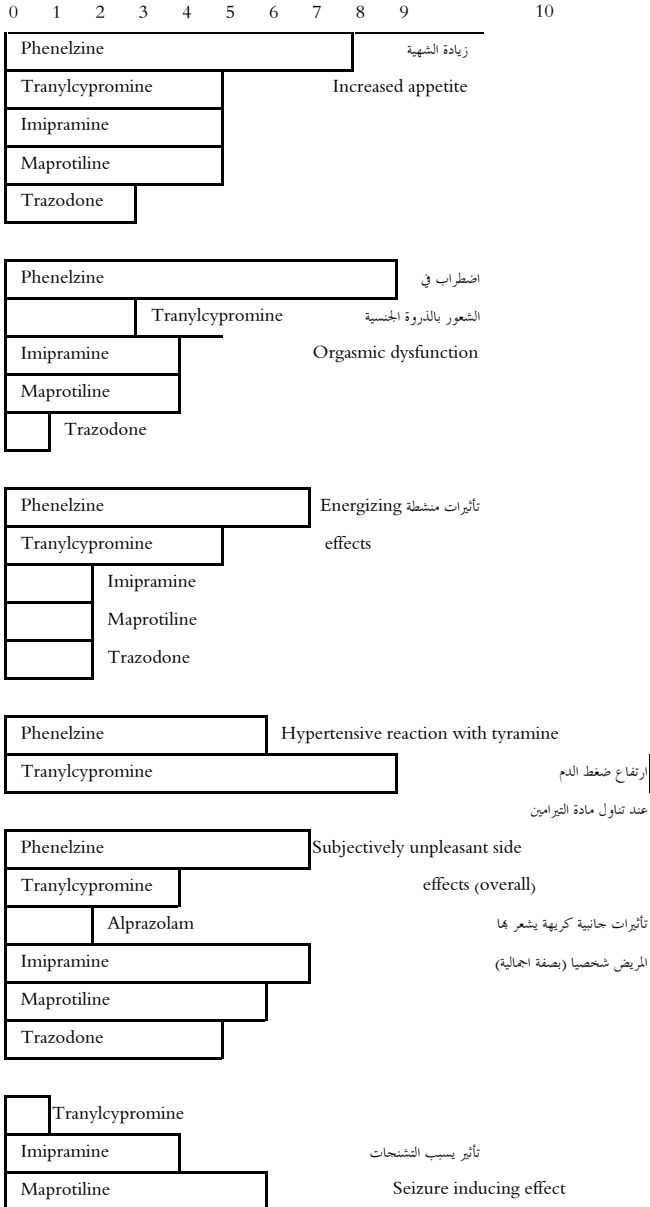 0 1 2 3 4 5 6 7 8 9 10
Phenelzine زيادة الشهية
Tranylcypromine Increased appetite
Imipramine
Maprotiline
Trazodone
Phenelzine اضطراب في
Tranylcypromine الشعور بالذروة الجنسية
Imipramine Orgasmic dysfunction
Maprotiline
Trazodone
Phenelzine Energizing تأثيرات منشطة
Tranylcypromine effects
Imipramine
Maprotiline
Trazodone
Phenelzine Hypertensive reaction with tyramine
Tranylcypromine ارتفاع ضغط الدم
عند تناول مادة التيرامين
Phenelzine Subjectively unpleasant side
Tranylcypromine effects (overall)
Alprazolam تأثيرات جانبية كريهة يشعر بها
Imipramine المريض شخصيا (بصفة اجمالية)
Maprotiline
Trazodone
Tranylcypromine
Imipramine تأثير يسبب التشنجات
Maprotiline Seizure inducing effect